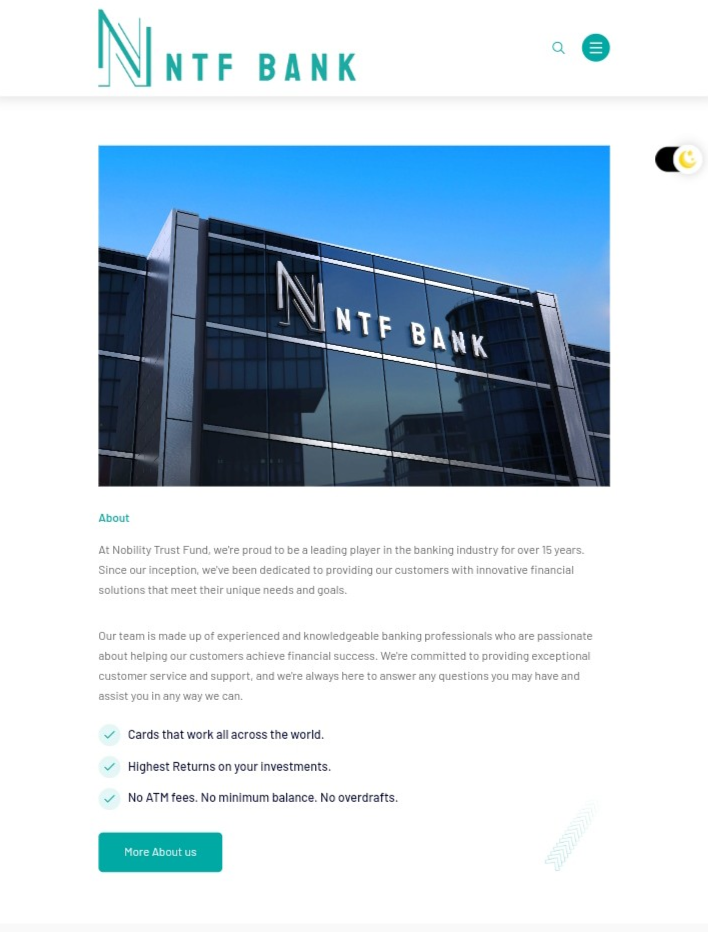 NTF BANK
NTF BANK
About
At Nobility Trust Fund, we're proud to be a leading player in the banking industry for over 15 years.
Since our inception, we've been dedicated to providing our customers with innovative financial
solutions that meet their unique needs and goals.
Our team is made up of experienced and knowledgeable banking professionals who are passionate
about helping our customers achieve financial success. We're committed to providing exceptional
customer service and support, and we're always here to answer any questions you may have and
assist you in any way we can.
Cards that work all across the world.
Highest Returns on your investments.
No ATM fees. No minimum balance. No overdrafts.
More About us